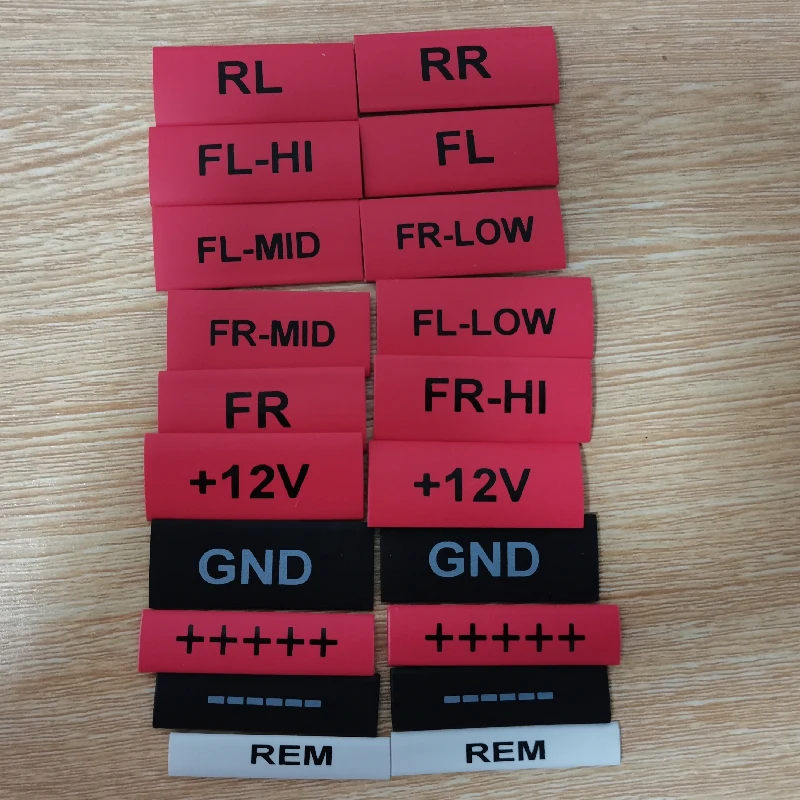 RL RR
FL-HI FL
FL-MID FR-LOW
FR-MID FL-LOW
FR FR-HI
+12V +12V
GND GND
+++++ +++++
------ ------
REM REM